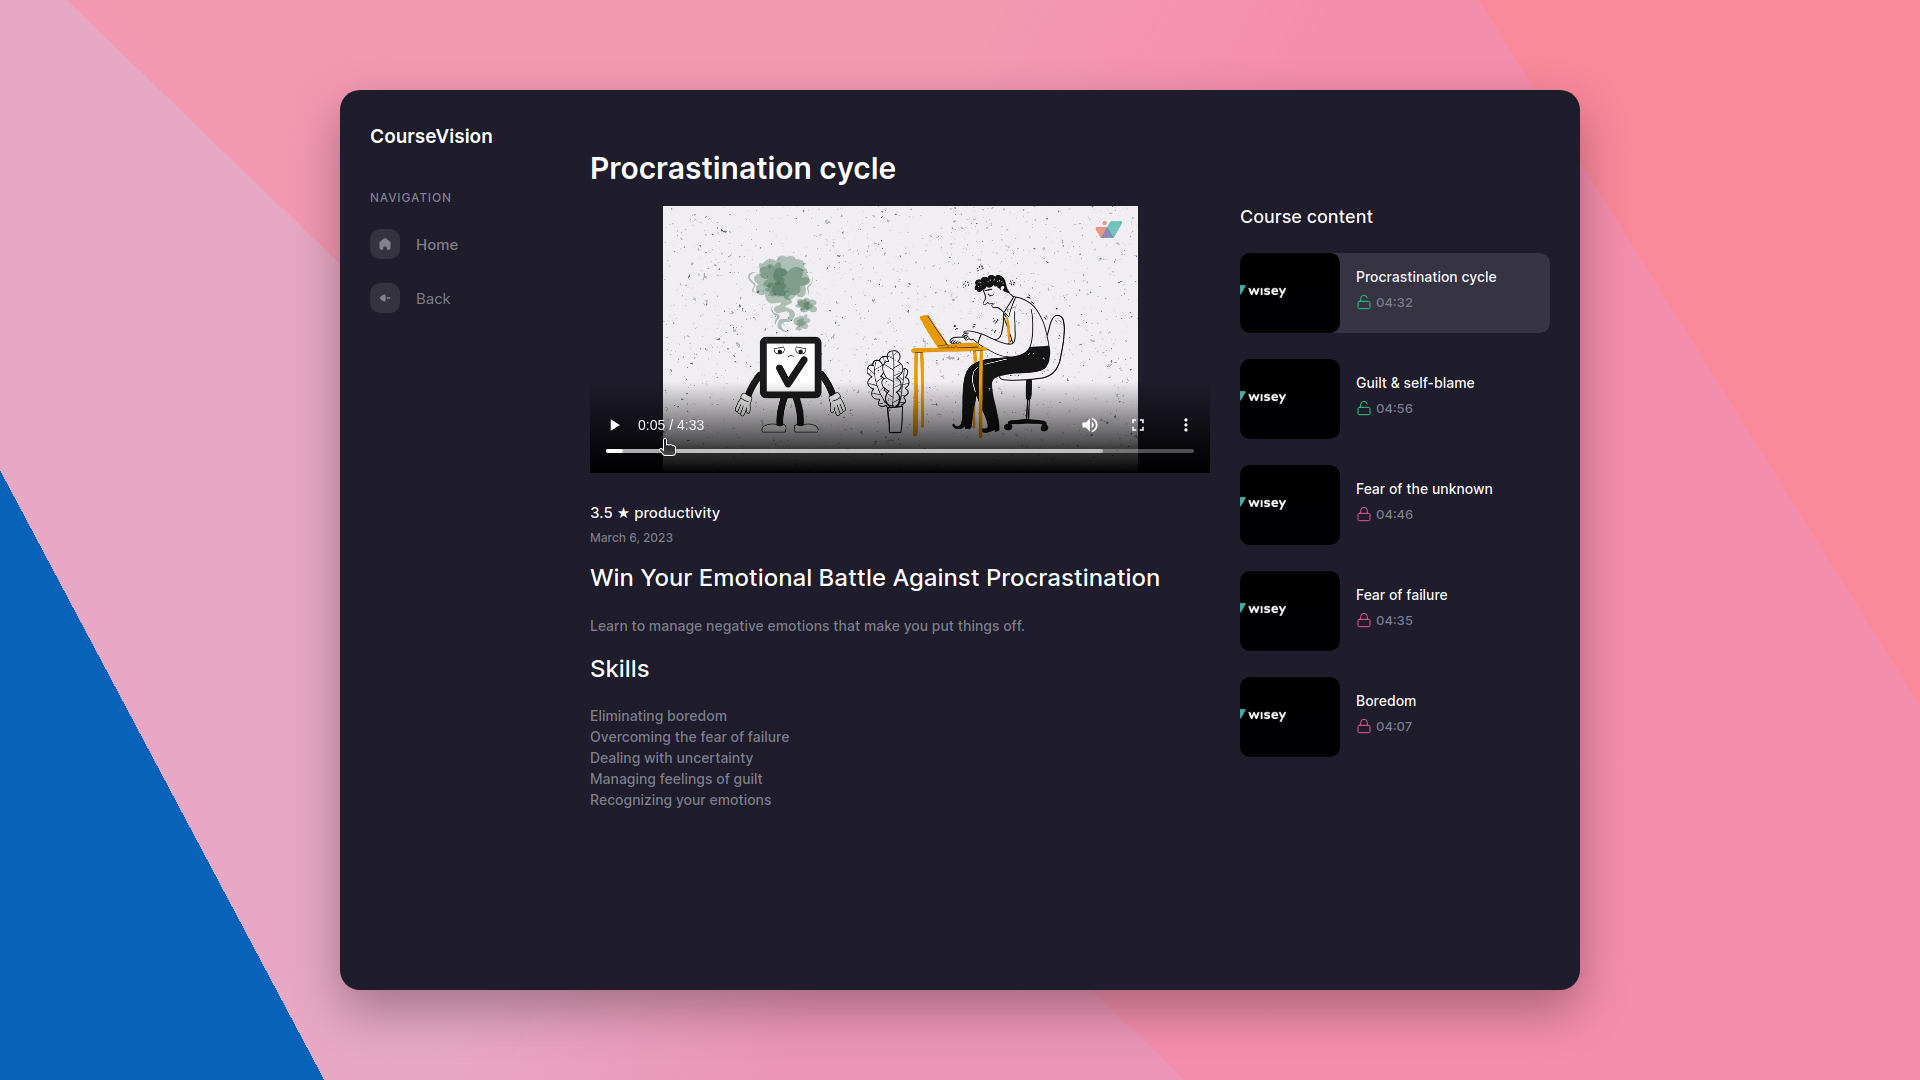 CourseVision
NAVIGATION
Home
Back
Procrastination cycle
0:05 / 4:33
3.5 ★ productivity
March 6, 2023
Win Your Emotional Battle Against Procrastination
Learn to manage negative emotions that make you put things off.
Skills
Eliminating boredom
Overcoming the fear of failure
Dealing with uncertainty
Managing feelings of guilt
Recognizing your emotions
Course content
wisey
Procrastination cycle
04:32
wisey
Guilt & self-blame
04:56
wisey
Fear of the unknown
04:46
wisey
Fear of failure
04:35
wisey
Boredom
04:07